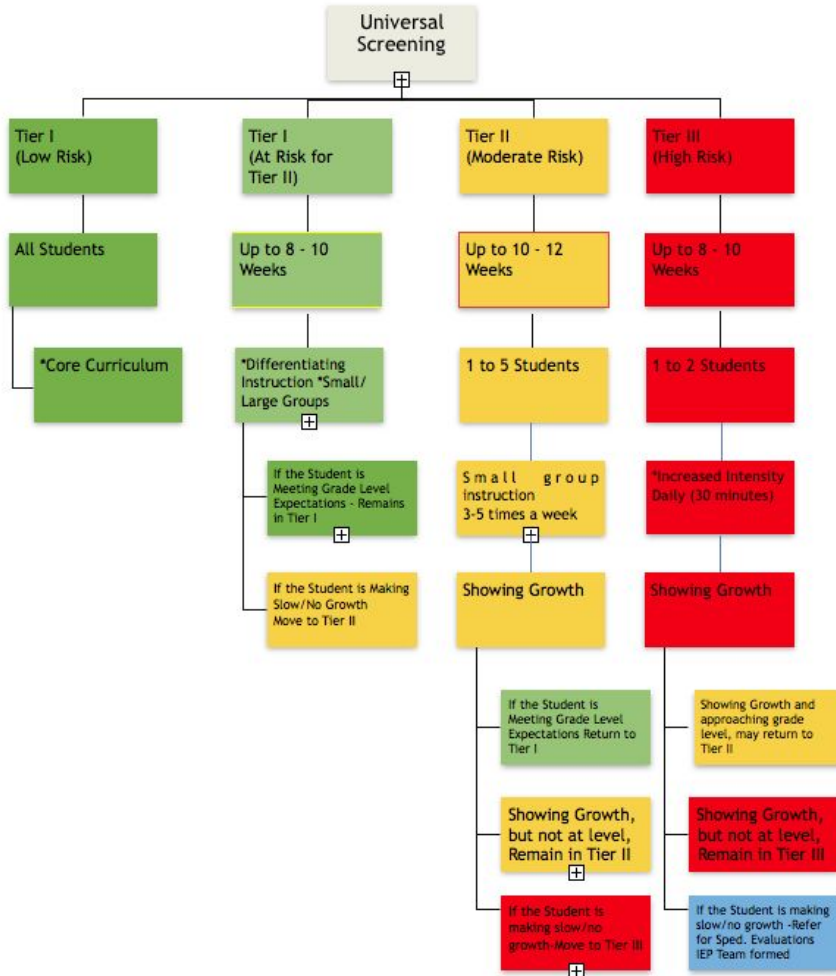 Universal
Screening
Tier I
(Low Risk)
All Students
*Core Curriculum
Tier I
(At Risk for
Tier II)
Up to 8 - 10
Weeks
*Differentiating
Instruction *Small/
Large Groups
If the Student is
Meeting Grade Level
Expectations - Remains
in Tier I
If the Student is Making
Slow/No Growth
Move to Tier II
Tier II
(Moderate Risk)
Up to 10 - 12
Weeks
1 to 5 Students
Small group
instruction
3-5 times a week
Showing Growth
If the Student is
Meeting Grade Level
Expectations Return to
Tier I
Showing Growth,
but not at level,
Remain in Tier II
If the Student is
making slow/no
growth-Move to Tier III
Tier III
(High Risk)
Up to 8 - 10
Weeks
1 to 2 Students
*Increased Intensity
Daily (30 minutes)
Showing Growth
Showing Growth and
approaching grade
level, may return to
Tier II
Showing Growth,
but not at level,
Remain in Tier III
If the Student is making
slow/no growth -Refer
for Sped. Evaluations
IEP Team formed